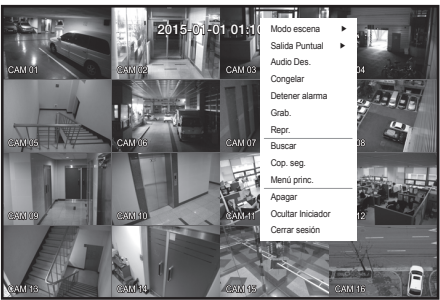 2015-01-01 01:10
CAM 01
CAM 02
CAM 03
04
CAM 05
CAM 06
CAM 07
08
CAM 09
CAM 10
CAM 11
12
CAM 13
CAM 14
CAM 15
CAM 16
Modo escena
Salida Puntual
Audio Des.
Congelar
Detener alarma
Grab.
Repr.
Buscar
Cop. seg.
Menú princ.
Apagar
Ocultar Iniciador
Cerrar sesión